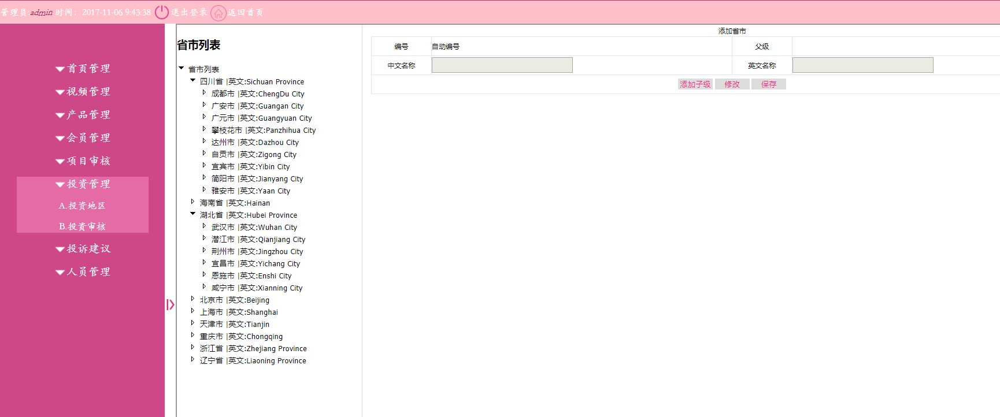 管理员:admin 时间：2017-11-06 9:43:38 退出登录 返回首页
首页管理
视频管理
产品管理
会员管理
项目审核
投资管理
A.投资地区
B.投资审核
投诉建议
人员管理
省市列表
省市列表
四川省 |英文:Sichuan Province
成都市 |英文:ChengDu City
广安市 |英文:Guangan City
广元市 |英文:Guangyuan City
攀枝花市 |英文:Panzhihua City
达州市 |英文:Dazhou City
自贡市 |英文:Zigong City
宜宾市 |英文:Yibin City
简阳市 |英文:Jianyang City
雅安市 |英文:Yaan City
海南省 |英文:Hainan
湖北省 |英文:Hubei Province
武汉市 |英文:Wuhan City
潜江市 |英文:Qianjiang City
荆州市 |英文:Jingzhou City
宜昌市 |英文:Yichang City
恩施市 |英文:Enshi City
咸宁市 |英文:Xianning City
北京市 |英文:Beijing
上海市 |英文:Shanghai
天津市 |英文:Tianjin
重庆市 |英文:Chongqing
浙江省 |英文:Zhejiang Province
辽宁省 |英文:Liaoning Province
添加省市
编号 自动编号 父级
中文名称 英文名称
添加子级 修改 保存